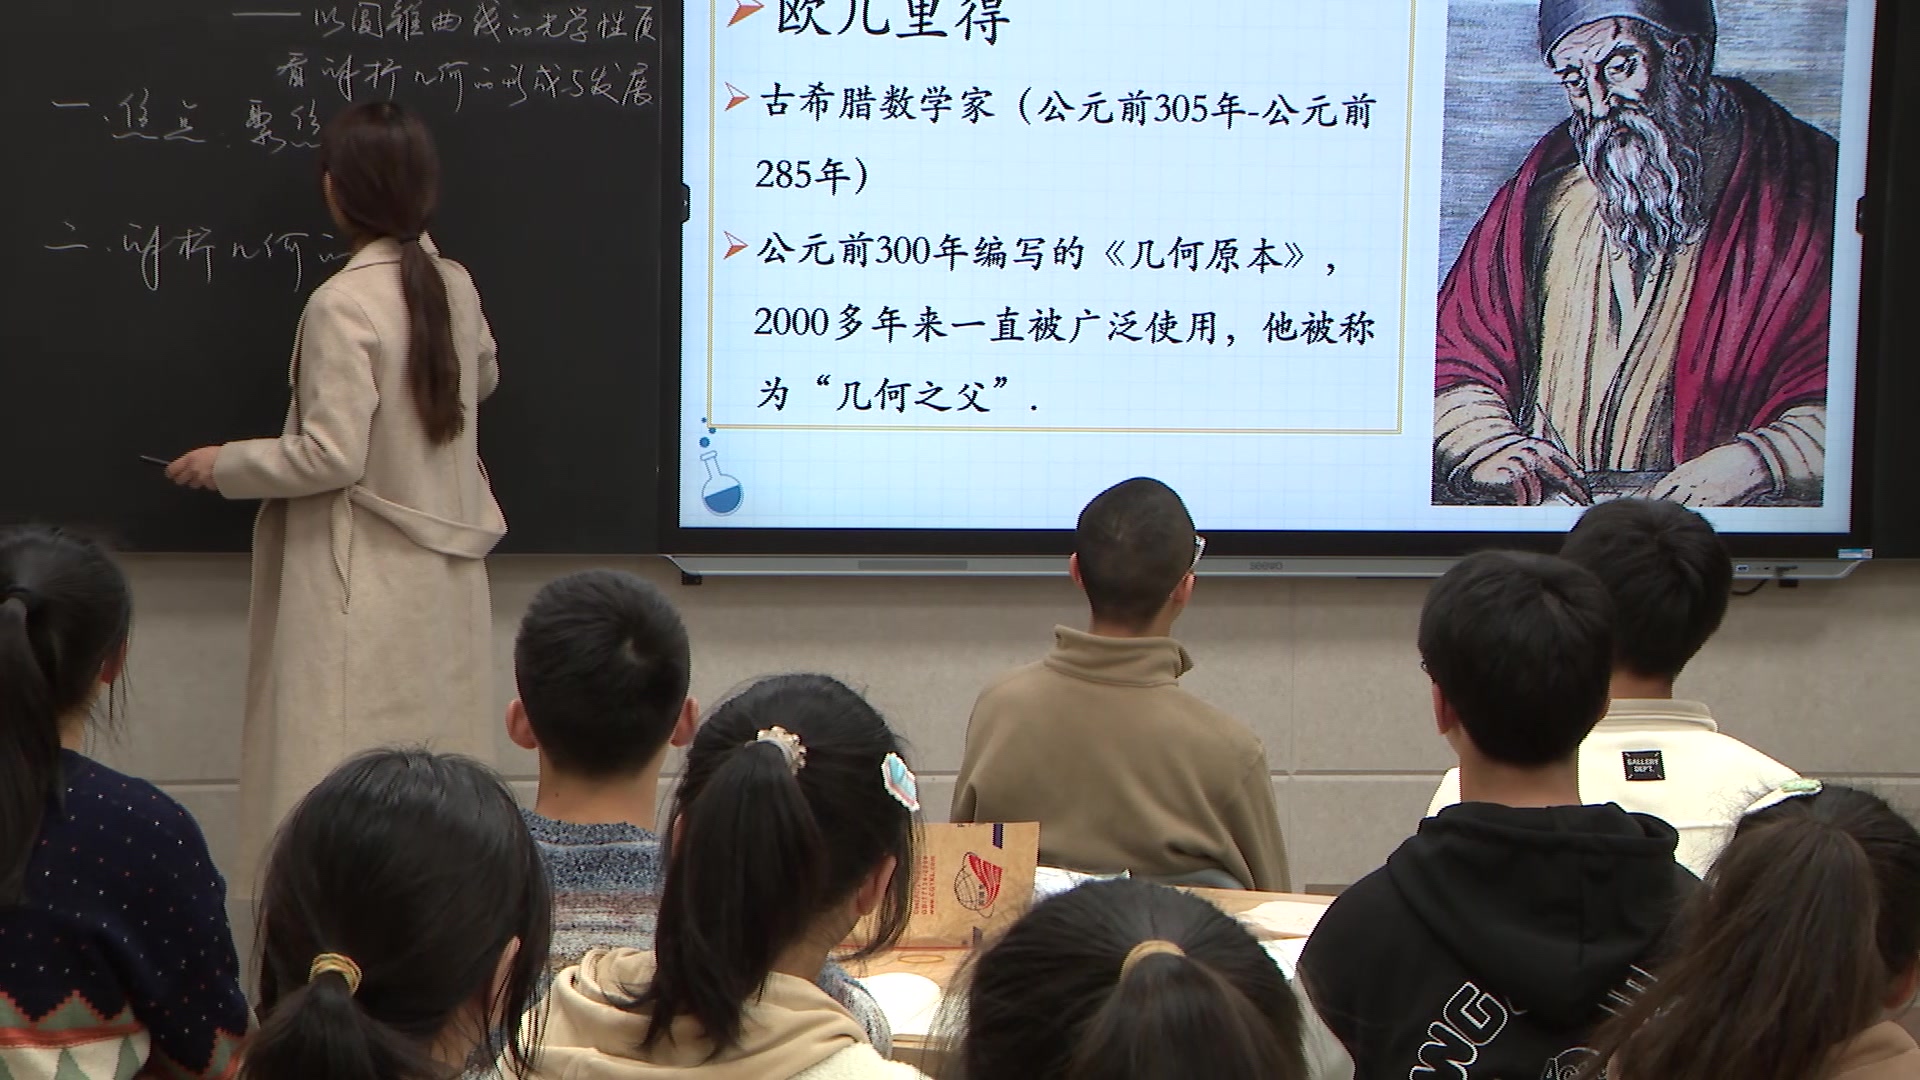 ——以圆锥曲线的光学性质
看解析几何的形成与发展
一.焦点.聚焦
二.解析几何的
欧几里得
古希腊数学家（公元前305年-公元前
285年）
公元前300年编写的《几何原本》，
2000多年来一直被广泛使用，他被称
为“几何之父”.
seewo
GALLERY
DEPT.